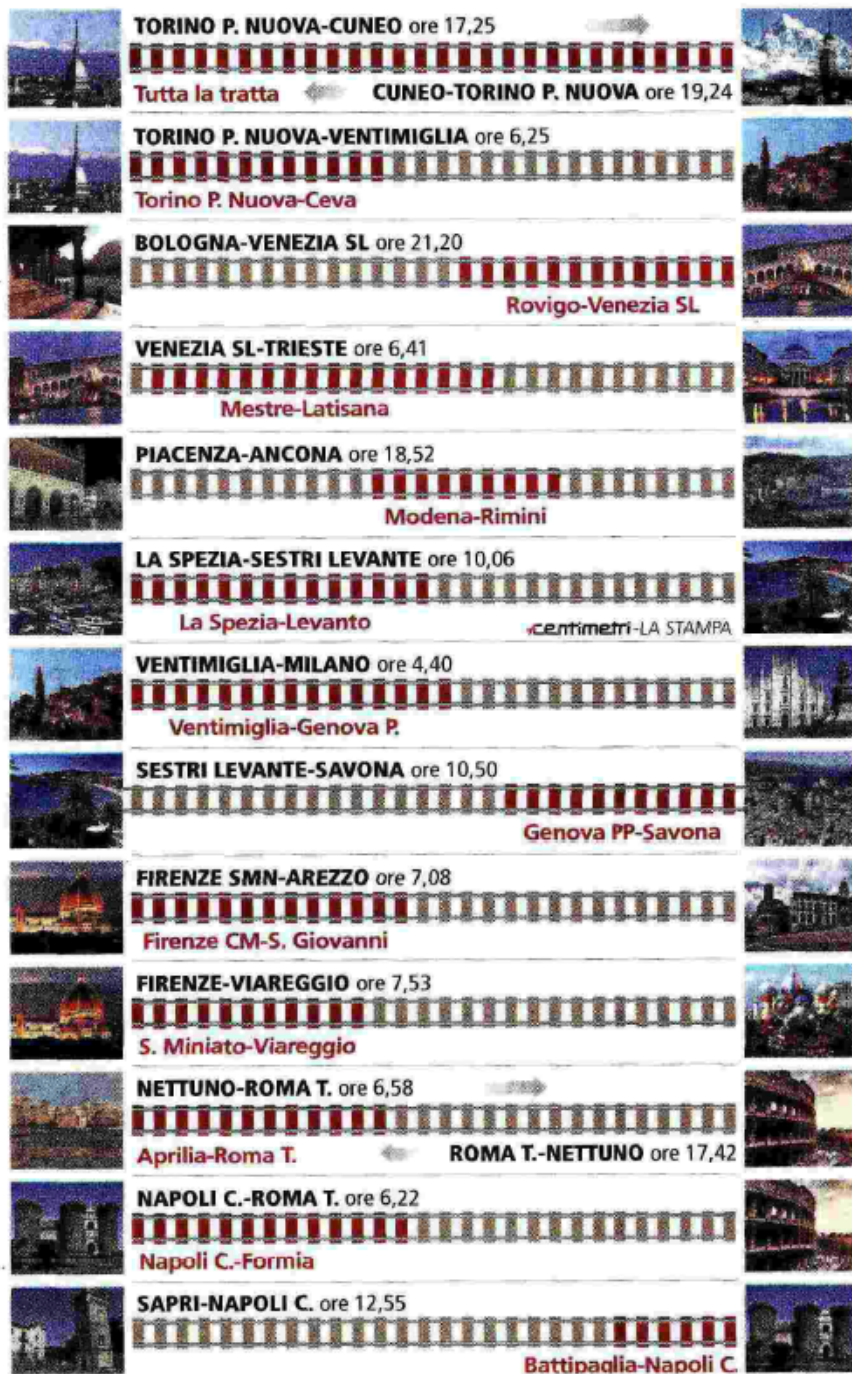 TORINO P. NUOVA-CUNEO ore 17,25
Tutta la tratta CUNEO-TORINO P. NUOVA ore 19,24
TORINO P. NUOVA-VENTIMIGLIA ore 6,25
Torino P. Nuova-Ceva
BOLOGNA-VENEZIA SL ore 21,20
Rovigo-Venezia SL
VENEZIA SL-TRIESTE ore 6,41
Mestre-Latisana
PIACENZA-ANCONA ore 18,52
Modena-Rimini
LA SPEZIA-SESTRI LEVANTE ore 10,06
La Spezia-Levanto
centimetri-LA STAMPA
VENTIMIGLIA-MILANO ore 4,40
Ventimiglia-Genova P.
SESTRI LEVANTE-SAVONA ore 10,50
Genova PP-Savona
FIRENZE SMN-AREZZO ore 7,08
Firenze CM-S. Giovanni
FIRENZE-VIAREGGIO ore 7,53
S. Miniato-Viareggio
NETTUNO-ROMA T. ore 6,58
Aprilia-Roma T. ROMA T.-NETTUNO ore 17,42
NAPOLI C.-ROMA T. ore 6,22
Napoli C.-Formia
SAPRI-NAPOLI C. ore 12,55
Battipaglia-Napoli C.